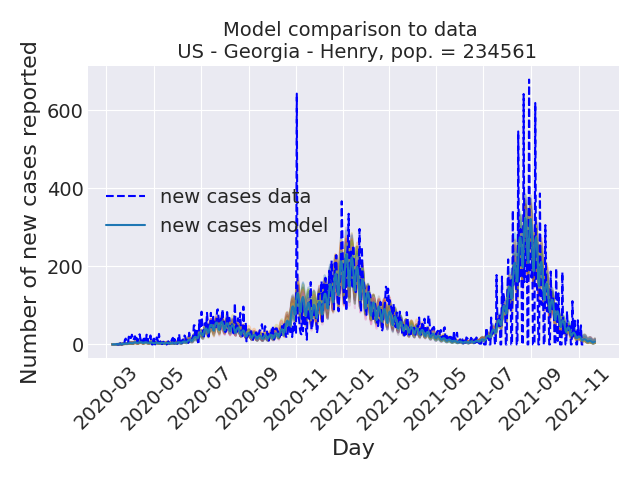 Model comparison to data
US - Georgia - Henry, pop. = 234561
Number of new cases reported
600
400
200
0
new cases data
new cases model
2020-03
2020-05
2020-07
2020-09
2020-11
2021-01
2021-03
2021-05
2021-07
2021-09
2021-11
Day